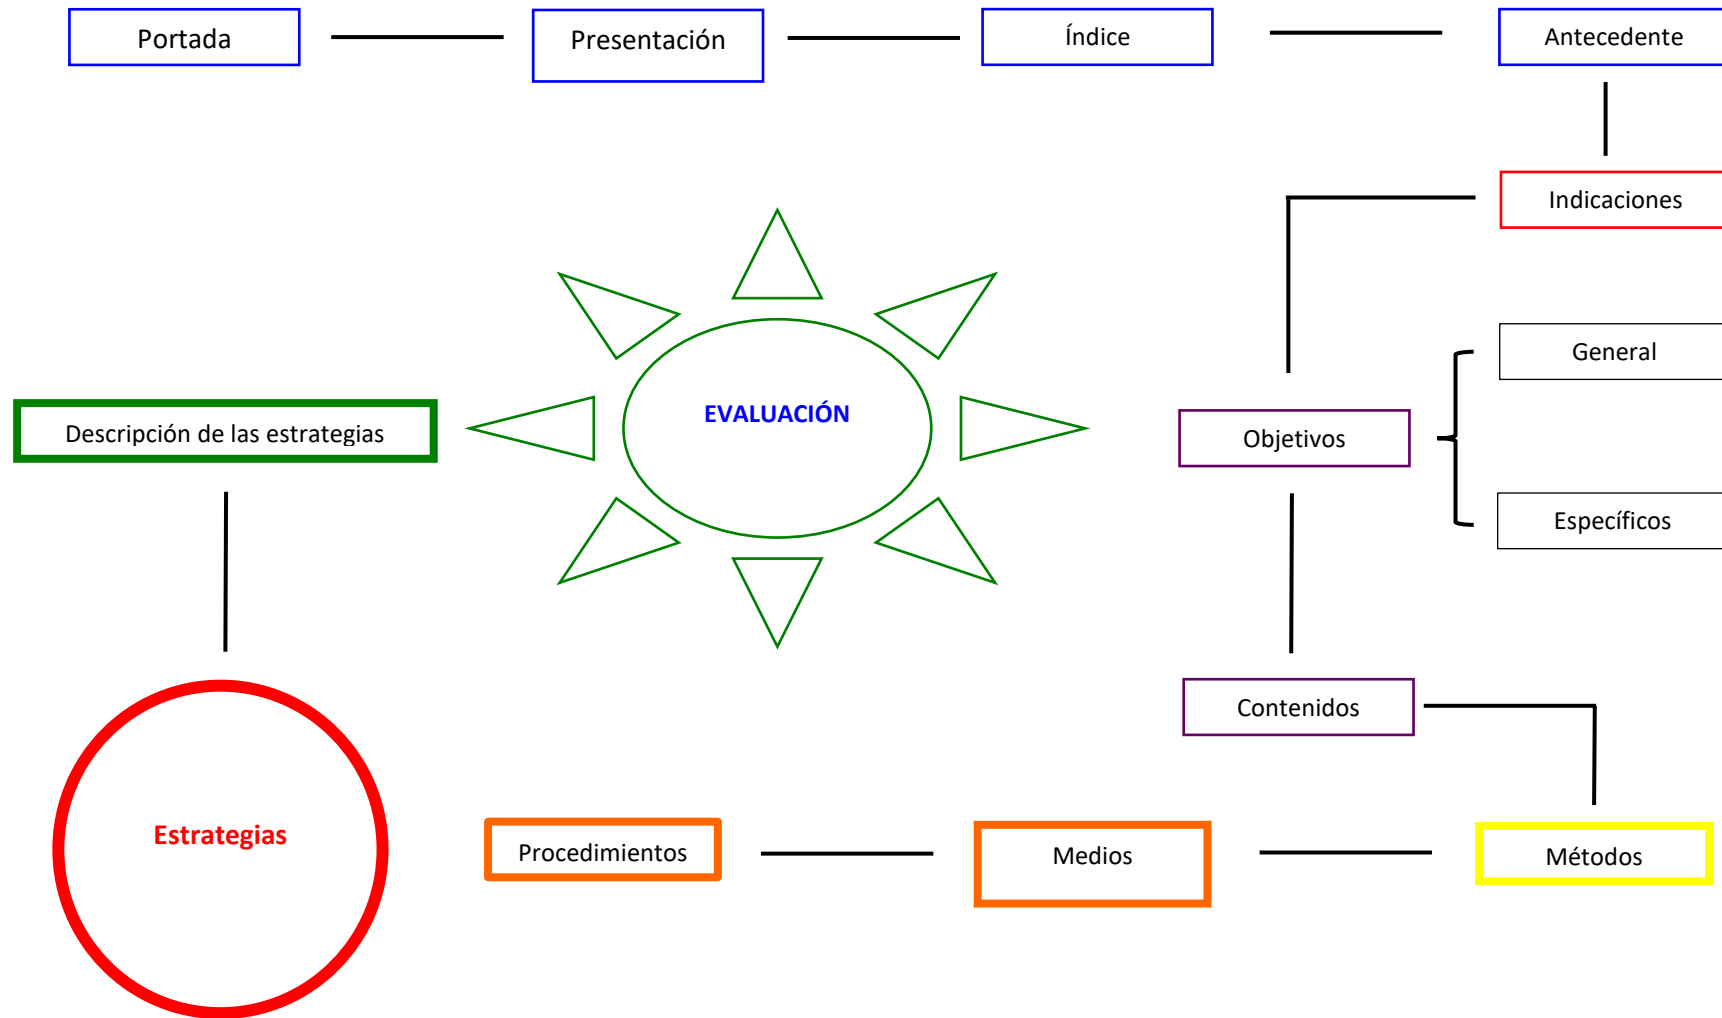 Portada
Presentación
Índice
Antecedente
Indicaciones
General
EVALUACIÓN
Descripción de las estrategias
Objetivos
Específicos
Contenidos
Estrategias
Procedimientos
Medios
Métodos